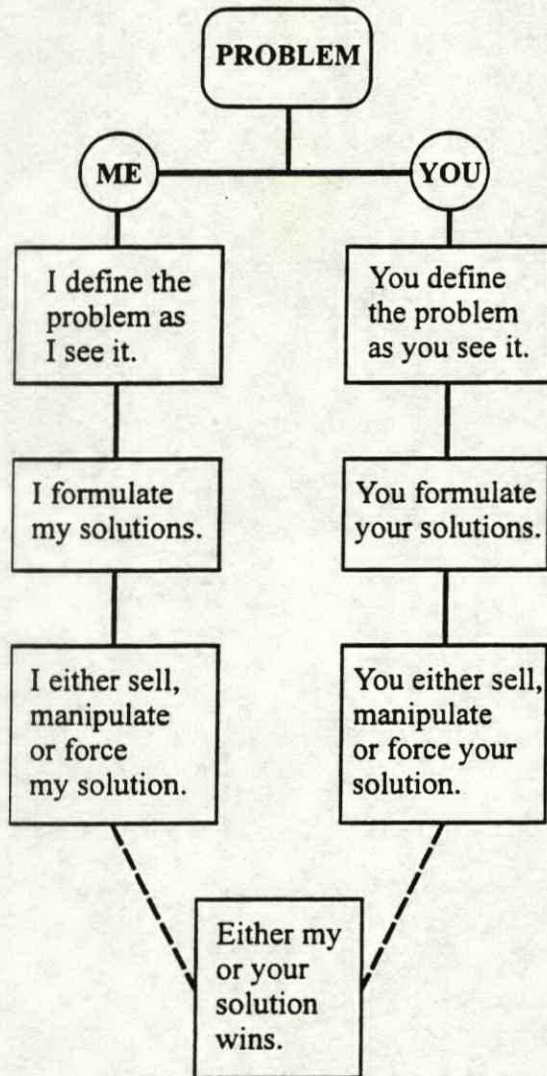 PROBLEM
ME
YOU
I define the
problem as
I see it.
You define
the problem
as you see it.
I formulate
my solutions.
You formulate
your solutions.
I either sell,
manipulate
or force
my solution.
You either sell,
manipulate
or force your
solution.
Either my
or your
solution
wins.